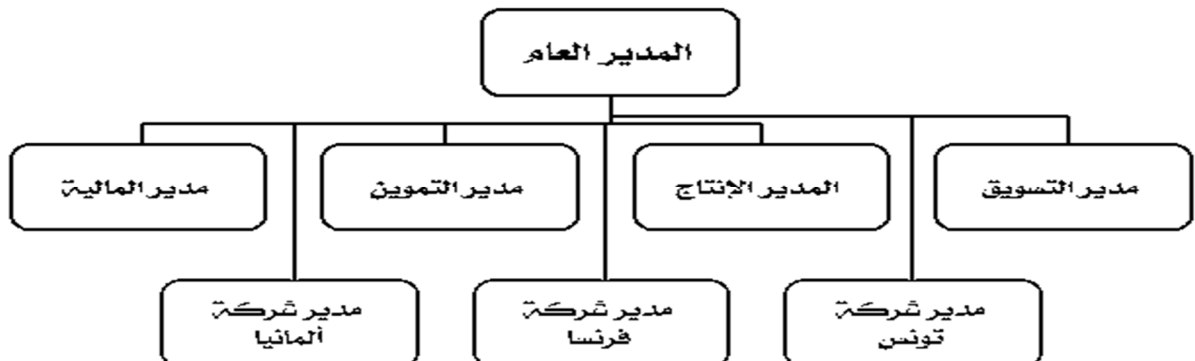 المدير العام
مدير التسويق
المدير الإنتاج
مدير التموين
مدير المالية
مدير شركة
تونس
مدير شركة
فرنسا
مدير شركة
ألمانيا